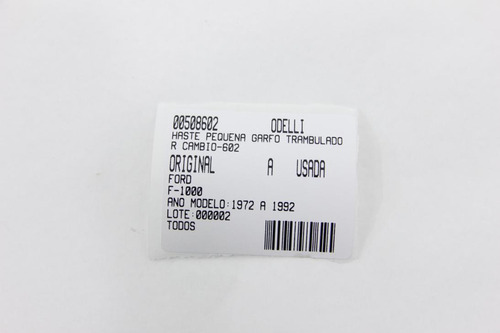 00508602 ODELLI
HASTE PEQUENA GARFO TRAMBULADO
R CAMBIO-602
ORIGINAL A USADA
FORD
F-1000
ANO MODELO:1972 A 1992
LOTE:000002
TODOS